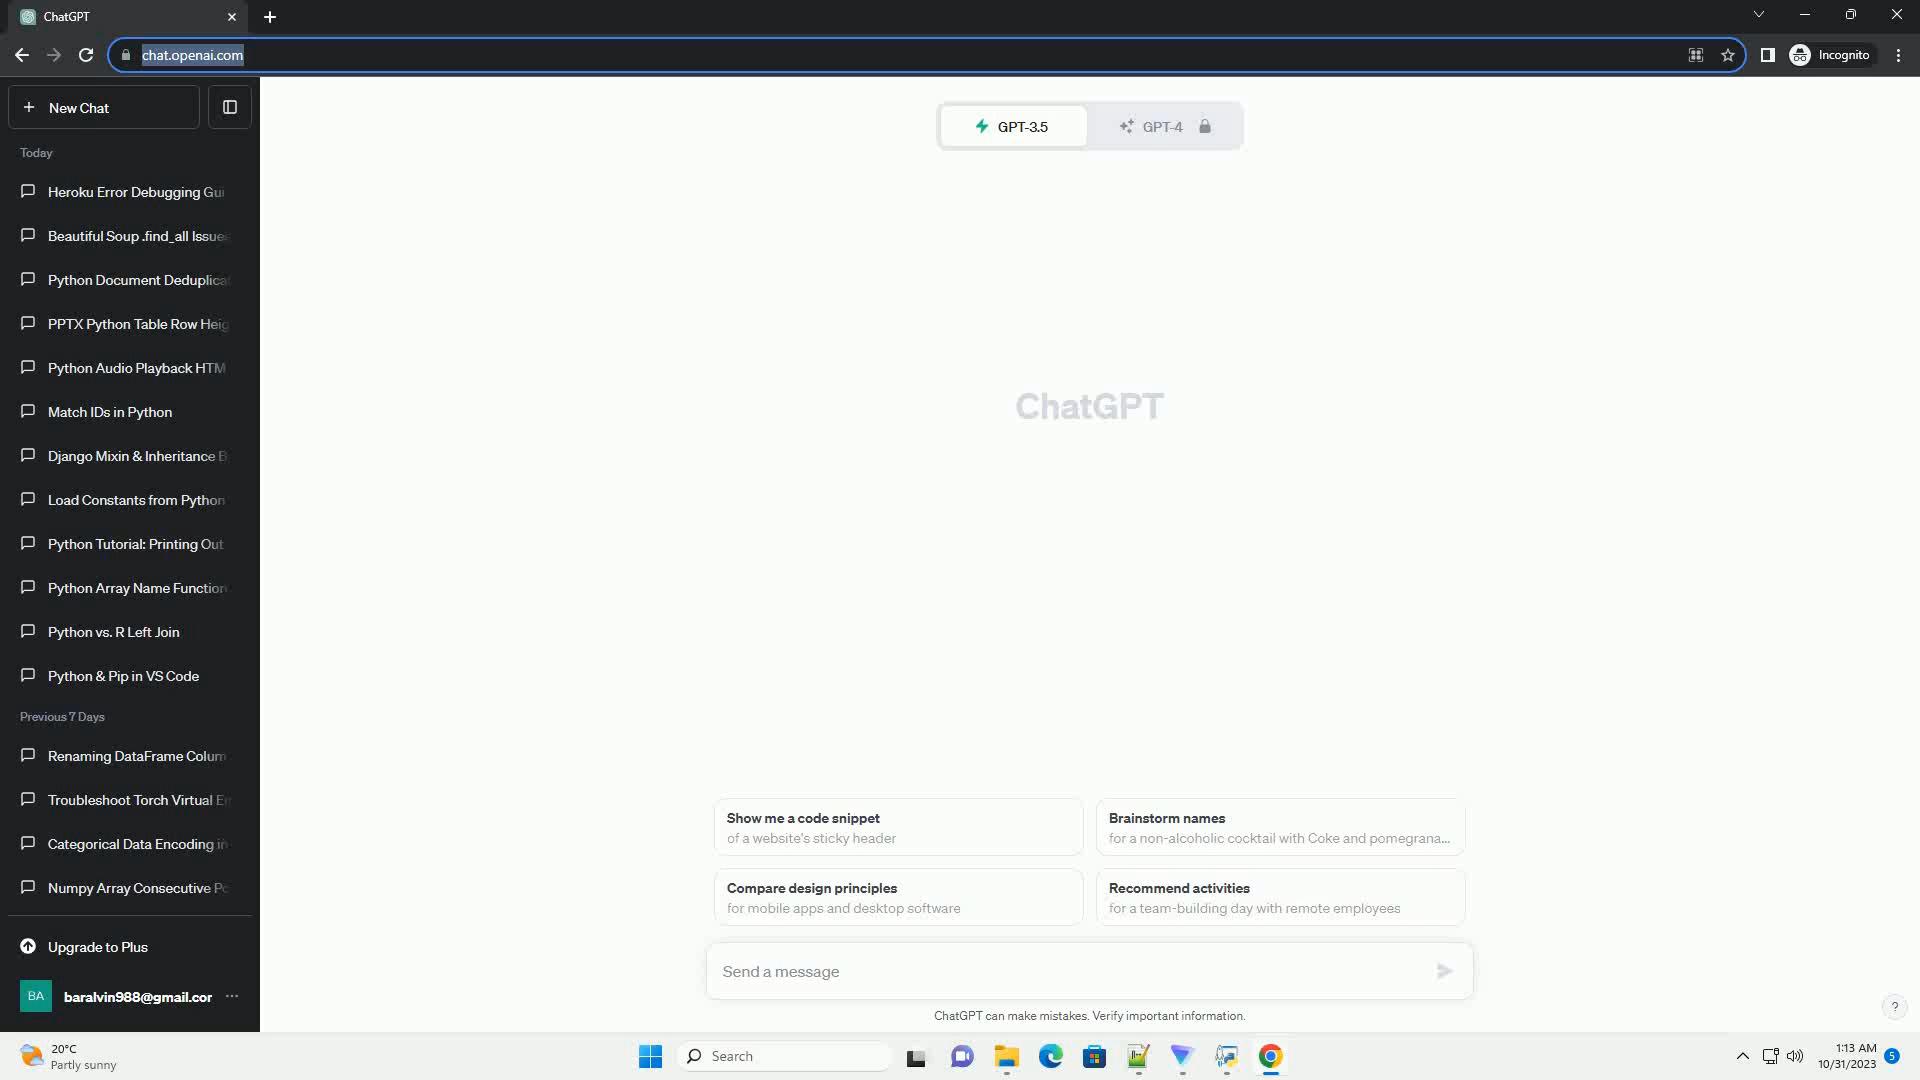 ChatGPT
chat.openai.com
Incognito
New Chat
GPT-3.5
GPT-4
Today
Heroku Error Debugging Gui
Beautiful Soup .find_all Issue
Python Document Deduplica
PPTX Python Table Row Heig
Python Audio Playback HTM
Match IDs in Python
Django Mixin & Inheritance B
Load Constants from Python
Python Tutorial: Printing Out
Python Array Name Function
Python vs. R Left Join
Python & Pip in VS Code
Previous 7 Days
Renaming DataFrame Colum
Troubleshoot Torch Virtual E
Categorical Data Encoding in
Numpy Array Consecutive Po
Upgrade to Plus
BA
baralvin988@gmail.cor
ChatGPT
Show me a code snippet
of a website's sticky header
Brainstorm names
for a non-alcoholic cocktail with Coke and pomegrana...
Compare design principles
for mobile apps and desktop software
Recommend activities
for a team-building day with remote employees
Send a message
ChatGPT can make mistakes. Verify important information.
?
20°C
Partly sunny
Search
1:13 AM
10/31/2023
5